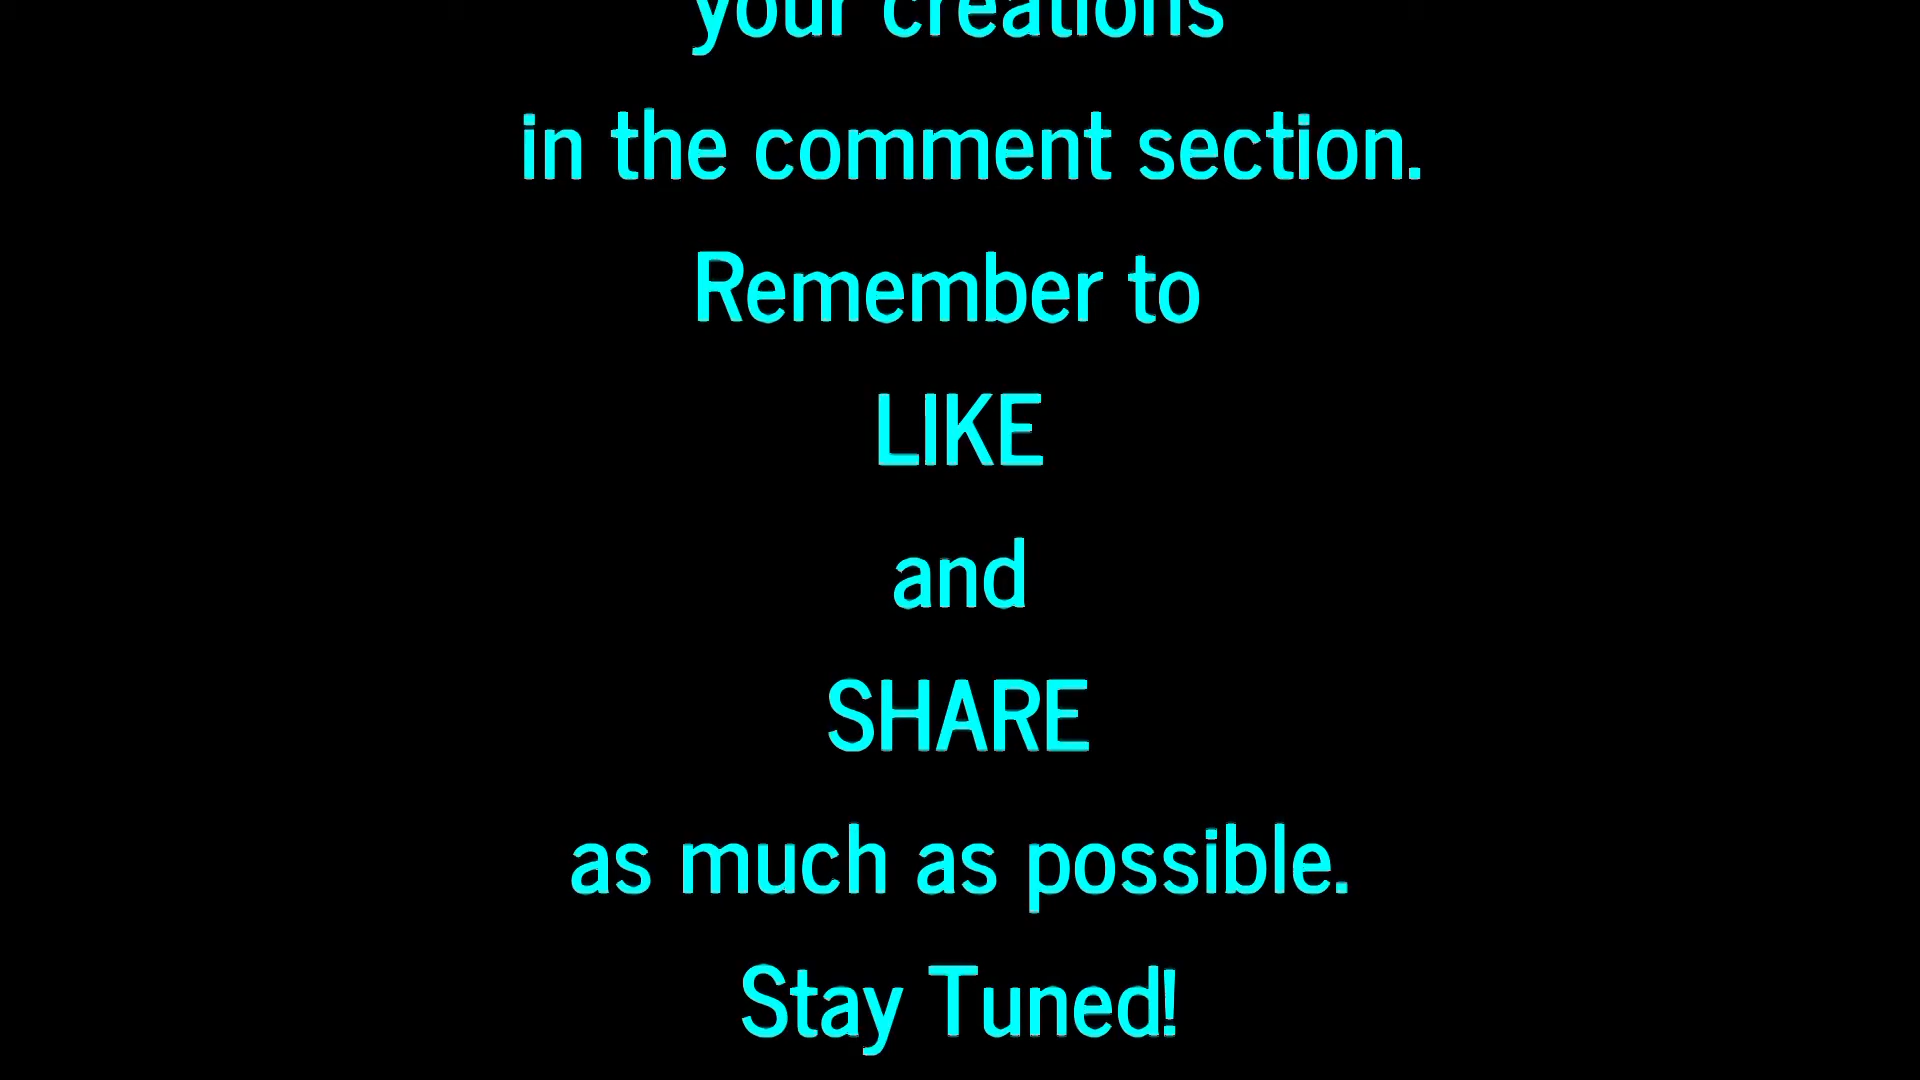 your creations
in the comment section.
Remember to
LIKE
and
SHARE
as much as possible.
Stay Tuned!